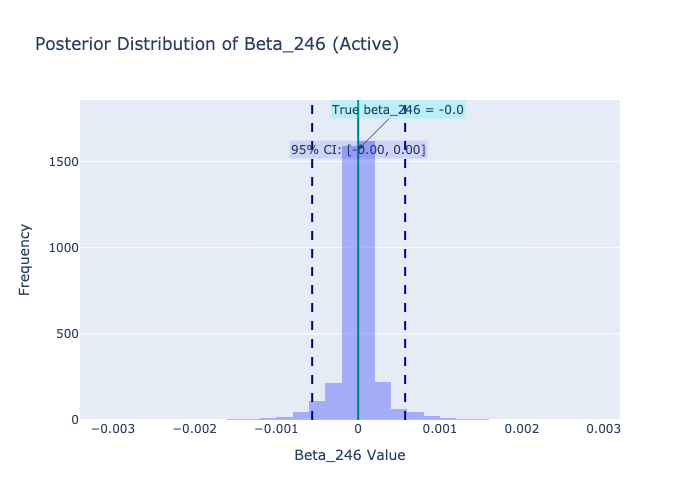 Posterior Distribution of Beta_246 (Active)
True beta_246 = -0.0
95% CI: [-0.00, 0.00]
1500
1000
500
0
Frequency
−0.003
−0.002
−0.001
0
0.001
0.002
0.003
Beta_246 Value